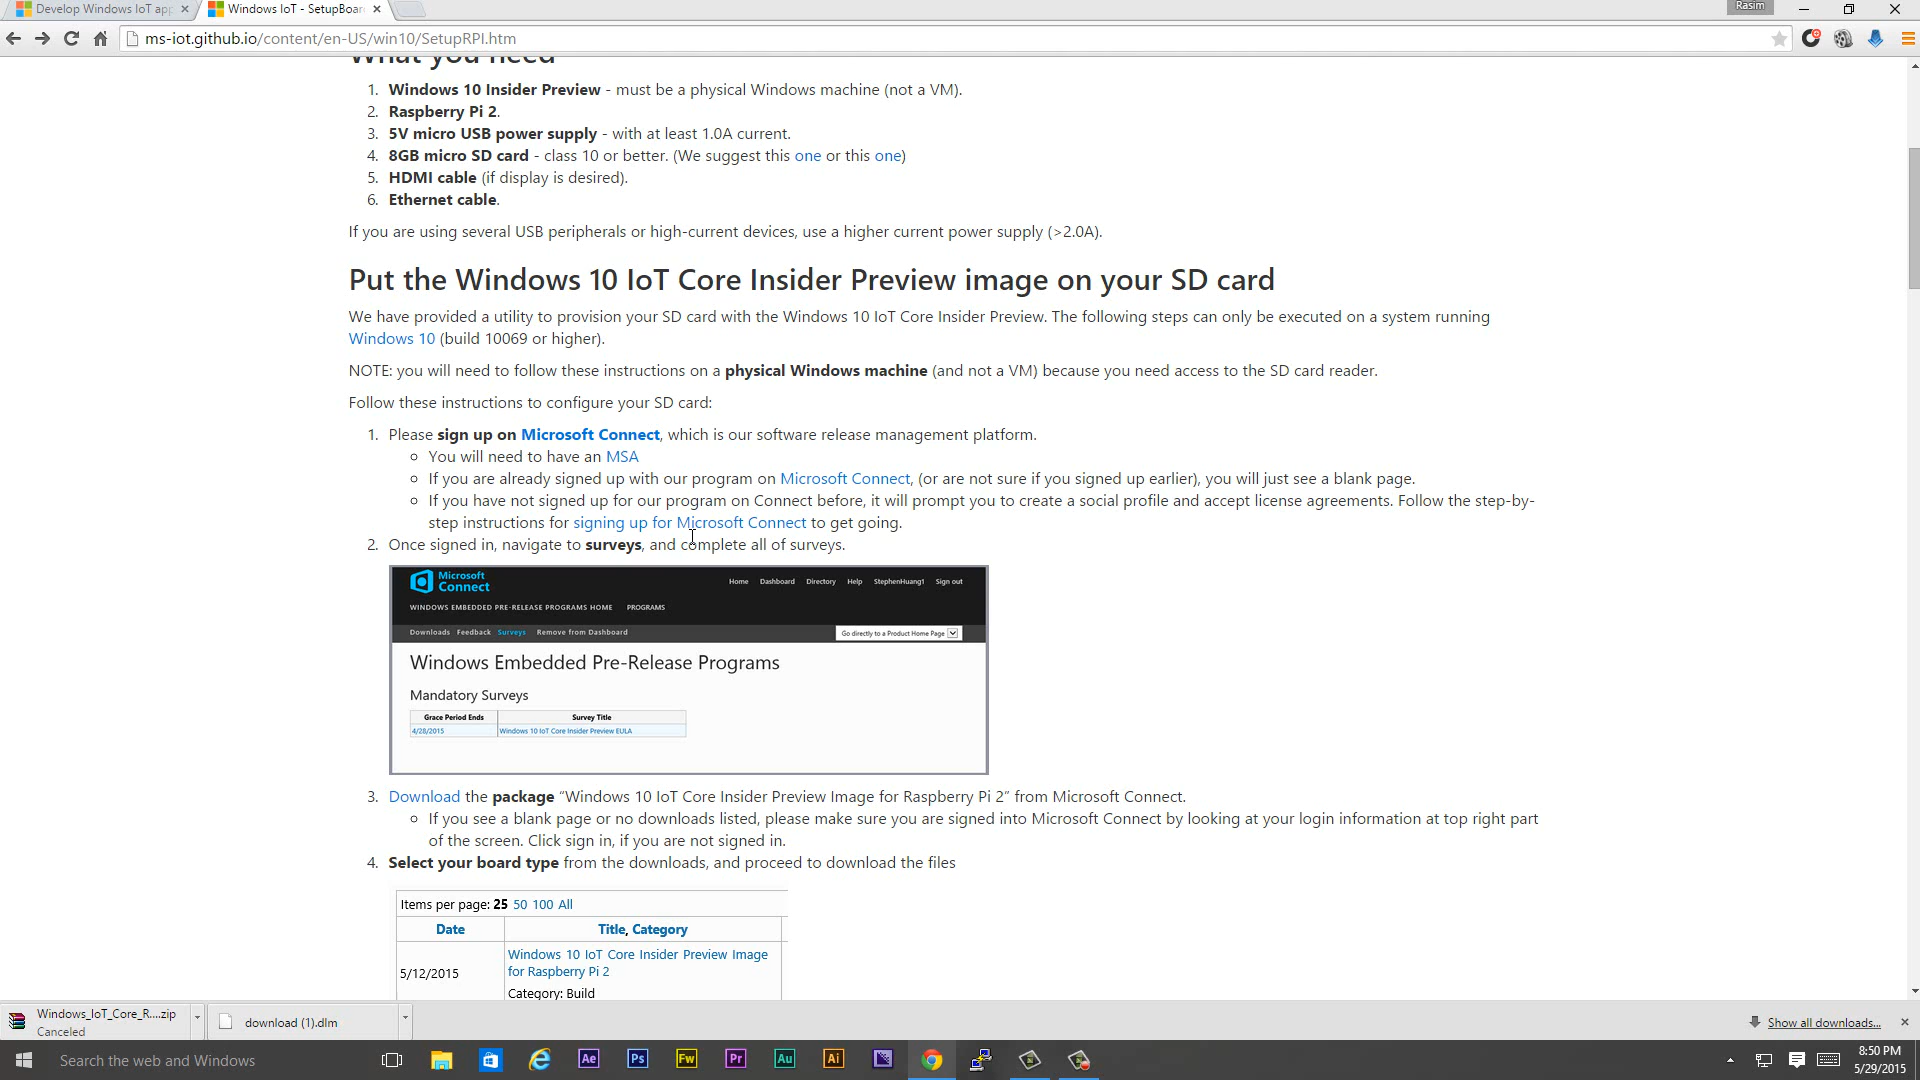 Develop Windows IoT app
Windows IoT - SetupBoar
Rasim
ms-iot.github.io/content/en-US/win10/SetupRPI.htm
What you need
1. Windows 10 Insider Preview - must be a physical Windows machine (not a VM).
2. Raspberry Pi 2.
3. 5V micro USB power supply - with at least 1.0A current.
4. 8GB micro SD card - class 10 or better. (We suggest this one or this one)
5. HDMI cable (if display is desired).
6. Ethernet cable.
If you are using several USB peripherals or high-current devices, use a higher current power supply (>2.0A).
Put the Windows 10 IoT Core Insider Preview image on your SD card
We have provided a utility to provision your SD card with the Windows 10 IoT Core Insider Preview. The following steps can only be executed on a system running
Windows 10 (build 10069 or higher).
NOTE: you will need to follow these instructions on a physical Windows machine (and not a VM) because you need access to the SD card reader.
Follow these instructions to configure your SD card:
1. Please sign up on Microsoft Connect, which is our software release management platform.
You will need to have an MSA
If you are already signed up with our program on Microsoft Connect, (or are not sure if you signed up earlier), you will just see a blank page.
If you have not signed up for our program on Connect before, it will prompt you to create a social profile and accept license agreements. Follow the step-by-
step instructions for signing up for Microsoft Connect to get going.
2. Once signed in, navigate to surveys, and complete all of surveys.
Microsoft
Connect
Home Dashboard Directory Help StephenHuang1 Sign out
WINDOWS EMBEDDED PRE-RELEASE PROGRAMS HOME PROGRAMS
Downloads Feedback Surveys Remove from Dashboard
Go directly to a Product Home Page
Windows Embedded Pre-Release Programs
Mandatory Surveys
Grace Period Ends Survey Title
4/28/2015 Windows 10 IoT Core Insider Preview EULA
3. Download the package “Windows 10 IoT Core Insider Preview Image for Raspberry Pi 2” from Microsoft Connect.
If you see a blank page or no downloads listed, please make sure you are signed into Microsoft Connect by looking at your login information at top right part
of the screen. Click sign in, if you are not signed in.
4. Select your board type from the downloads, and proceed to download the files
Items per page: 25 50 100 All
Date Title, Category
Windows 10 IoT Core Insider Preview Image
for Raspberry Pi 2
5/12/2015
Category: Build
Windows_IoT_Core_R....zip
Canceled
download (1).dlm
Show all downloads...
Search the web and Windows
Ae Ps Fw Pr Au Ai
8:50 PM
5/29/2015